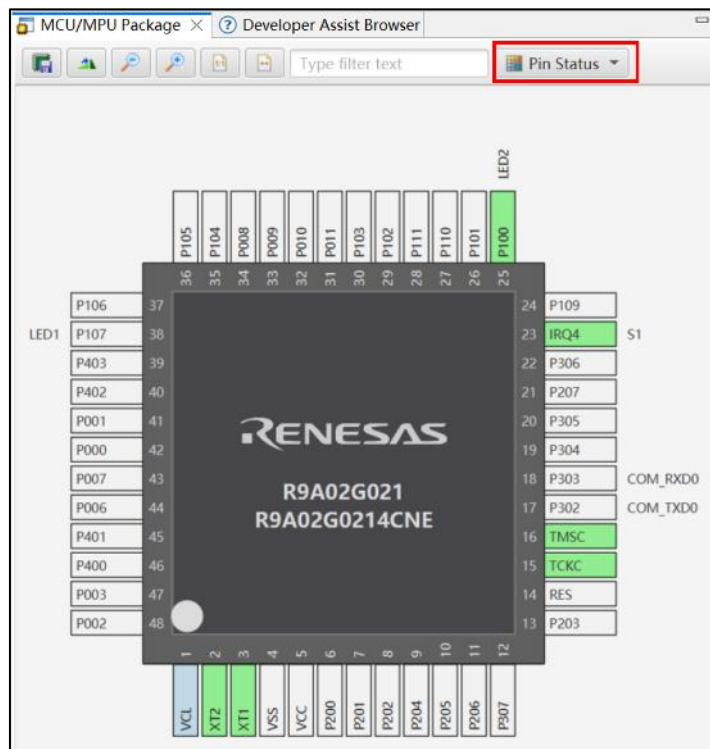 MCU/MPU Package
Developer Assist Browser
Type filter text
Pin Status
LED2
P105
P104
P008
P009
P010
P011
P103
P102
P111
P110
P101
P100
36
35
34
33
32
31
30
29
28
27
26
25
P106
37
LED1
P107
38
P403
39
P402
40
P001
41
P000
42
P007
43
P006
44
P401
45
P400
46
P003
47
P002
48
RENESAS
R9A02G021
R9A02G0214CNE
24
P109
23
IRQ4
S1
22
P306
21
P207
20
P305
19
P304
18
P303
COM_RXD0
17
P302
COM_TXD0
16
TMSC
15
TCKC
14
RES
13
P203
1
2
3
4
5
6
7
8
9
10
11
12
VCL
XT2
XT1
VSS
VCC
P200
P201
P202
P204
P205
P206
P307